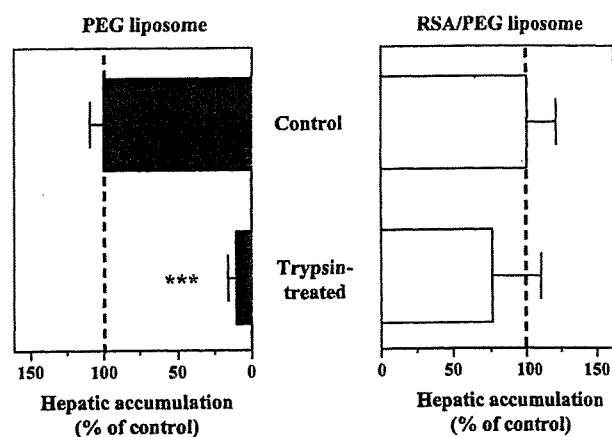 PEG liposome
RSA/PEG liposome
Control
Trypsin-
treated
***
150 100 50 0
0 50 100 150
Hepatic accumulation
(% of control)
Hepatic accumulation
(% of control)